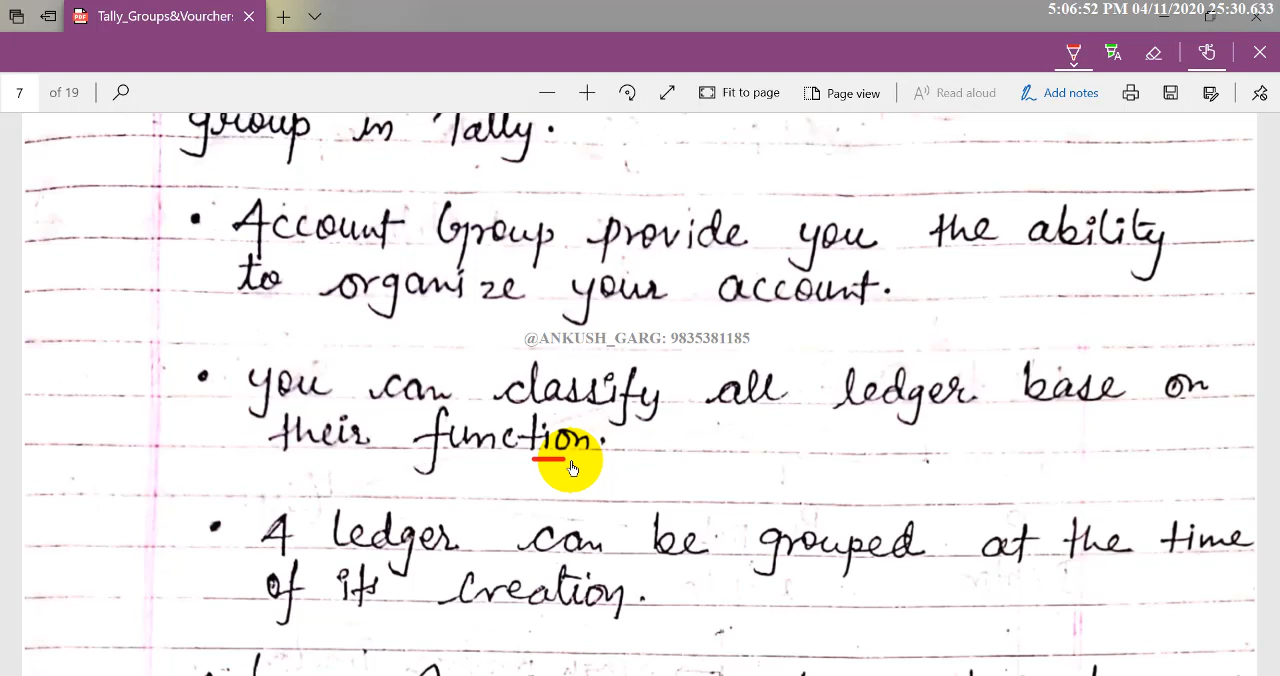 Tally_Groups&Vourcher:
5:06:52 PM 04/11/2020 25:30.633
7 of 19
Fit to page
Page view
Read aloud
Add notes
group in Tally.
• Account Group provide you the ability
to organize your account.
@ANKUSH_GARG: 9835381185
• you can classify all ledger base on
their function.
• A ledger can be grouped at the time
of its creation.